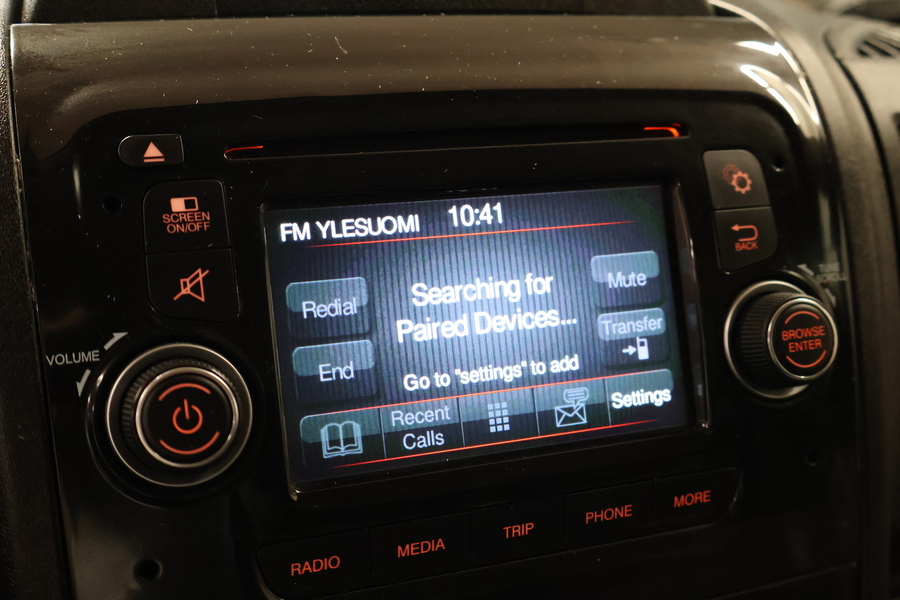 SCREEN
ON/OFF
VOLUME
FM YLESUOMI 10:41
Redial
Searching for
Paired Devices...
Mute
Transfer
End
Go to "settings" to add
Recent
Calls
Settings
BACK
BROWSE
ENTER
RADIO
MEDIA
TRIP
PHONE
MORE